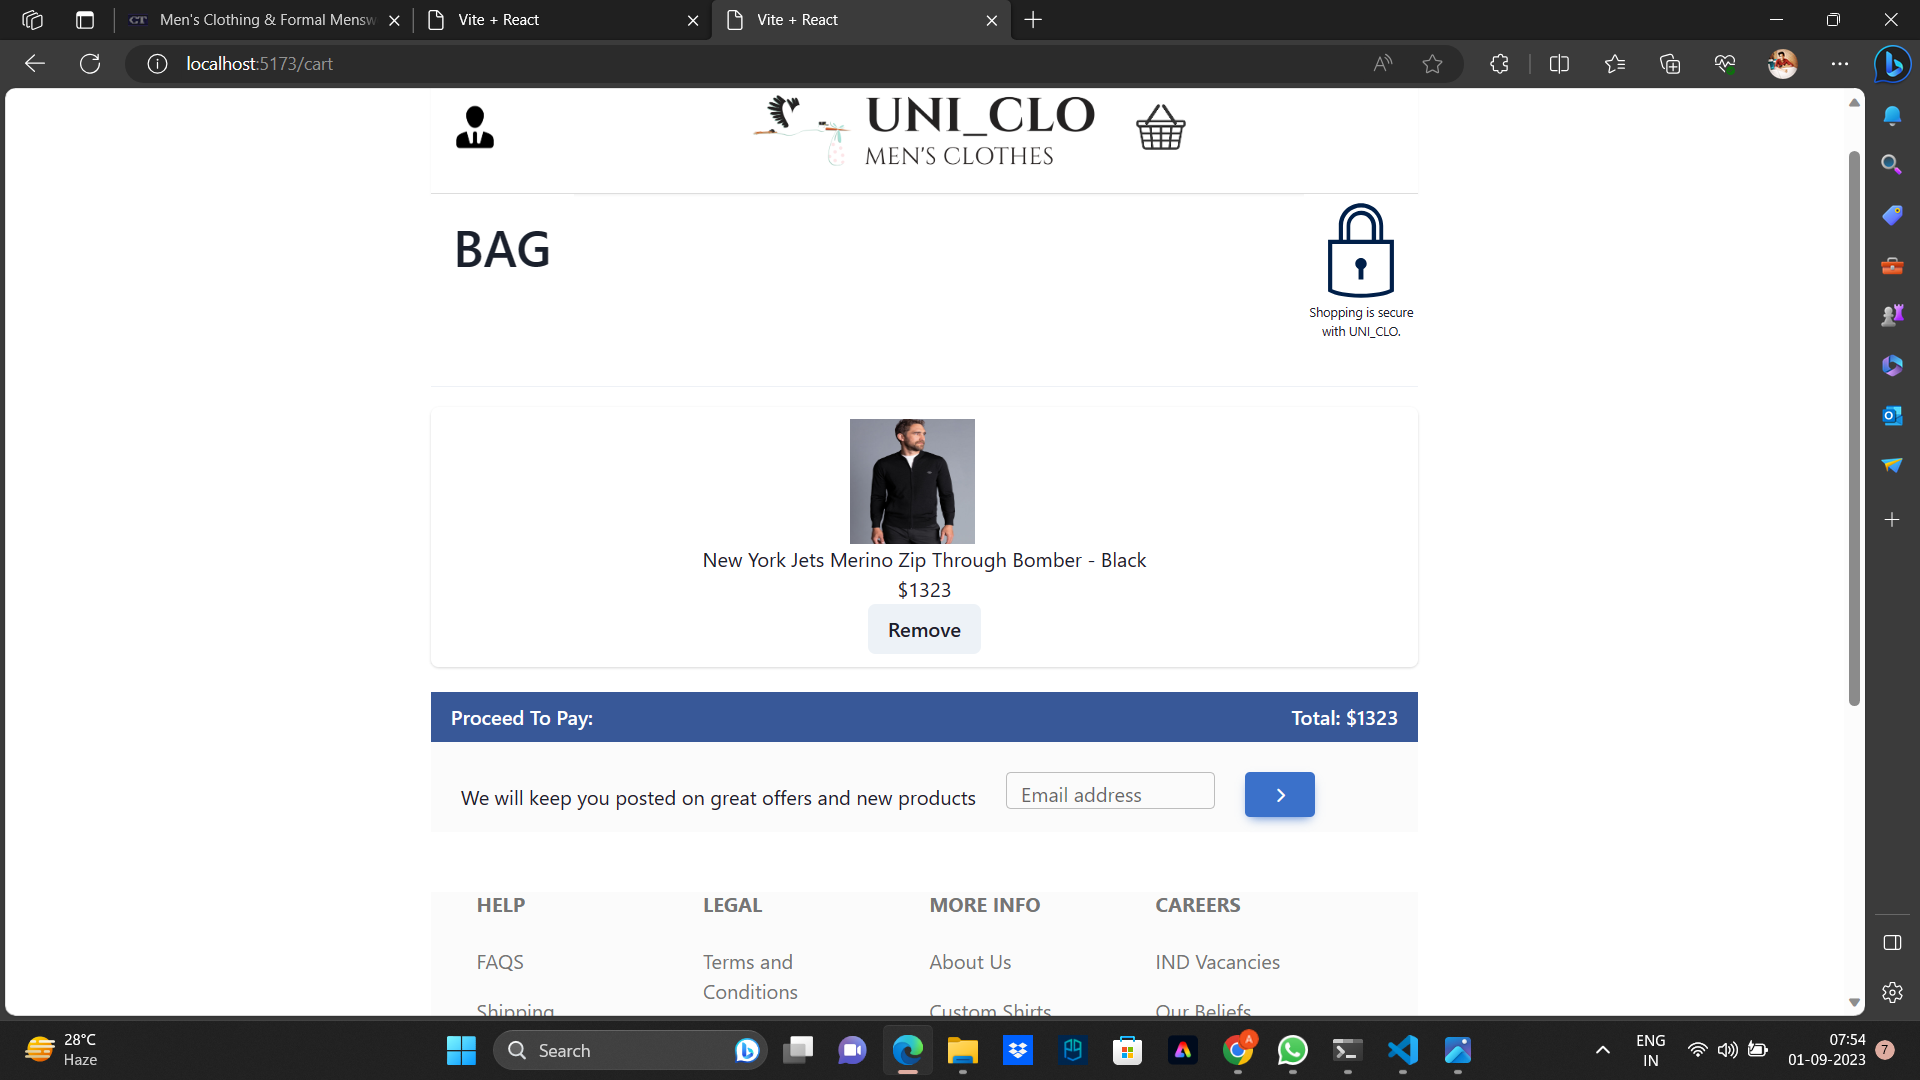 CT Men's Clothing & Formal Mensw
Vite + React
Vite + React
localhost:5173/cart
UNI_CLO
MEN'S CLOTHES
BAG
Shopping is secure
with UNI_CLO.
New York Jets Merino Zip Through Bomber - Black
$1323
Remove
Proceed To Pay: Total: $1323
We will keep you posted on great offers and new products Email address
HELP LEGAL MORE INFO CAREERS
FAQS Terms and About Us IND Vacancies
Conditions
Shipping Custom Shirts Our Beliefs
28°C
Haze
Search
A
ENG
IN
07:54
01-09-2023
7